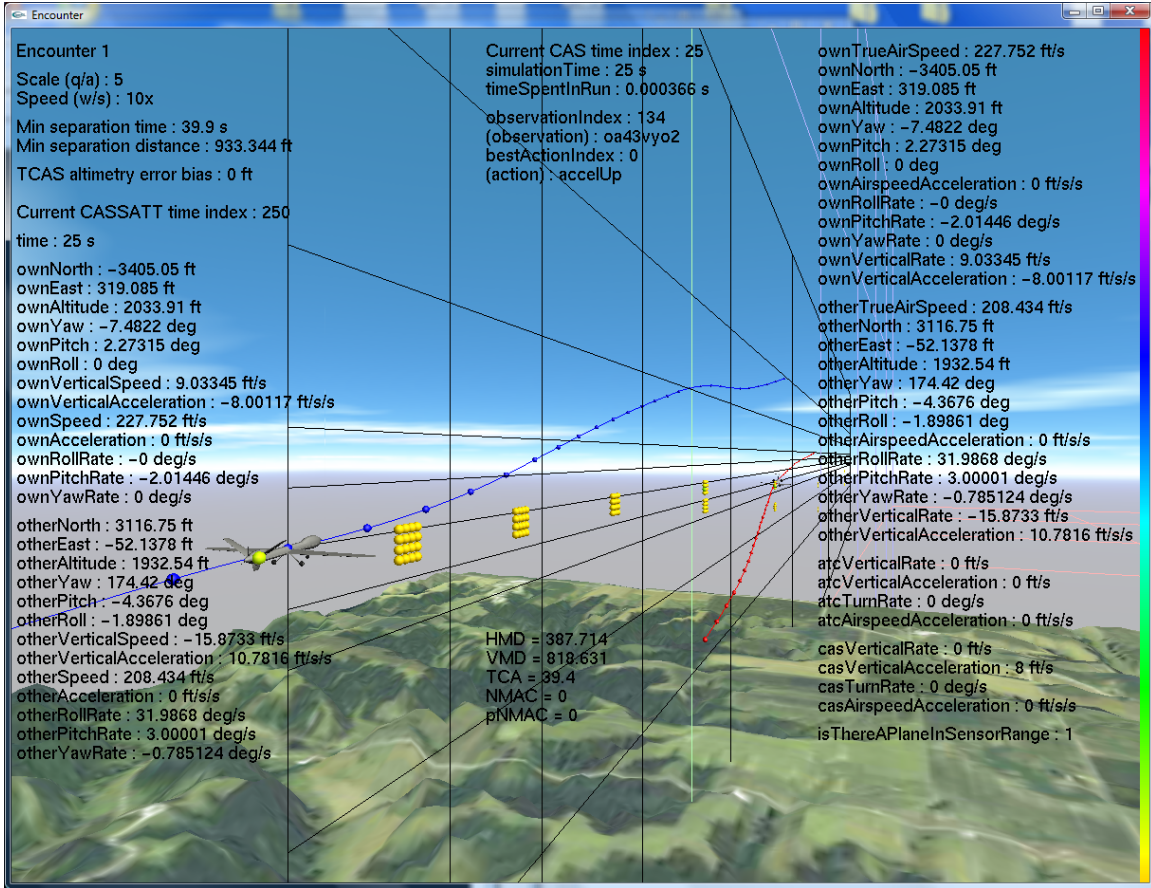 Encounter
Encounter 1
Scale (q/a) : 5
Speed (w/s) : 10x
Min separation time : 39.9 s
Min separation distance : 933.344 ft
TCAS altimetry error bias : 0 ft
Current CASSATT time index : 250
time : 25 s
ownNorth : -3405.05 ft
ownEast : 319.085 ft
ownAltitude : 2033.91 ft
ownYaw : -7.4822 deg
ownPitch : 2.27315 deg
ownRoll : 0 deg
ownVerticalSpeed : 9.03345 ft/s
ownVerticalAcceleration : -8.00117 ft/s/s
ownSpeed : 227.752 ft/s
ownAcceleration : 0 ft/s/s
ownRollRate : -0 deg/s
ownPitchRate : -2.01446 deg/s
ownYawRate : 0 deg/s
otherNorth : 3116.75 ft
otherEast : -52.1378 ft
otherAltitude : 1932.54 ft
otherYaw : 174.42 deg
otherPitch : -4.3676 deg
otherRoll : -1.89861 deg
otherVerticalSpeed : -15.8733 ft/s
otherVerticalAcceleration : 10.7816 ft/s/s
otherSpeed : 208.434 ft/s
otherAcceleration : 0 ft/s/s
otherRollRate : 31.9868 deg/s
otherPitchRate : 3.00001 deg/s
otherYawRate : -0.785124 deg/s
Current CAS time index : 25
simulationTime : 25 s
timeSpentInRun : 0.000366 s
observationIndex : 134
(observation) : oa43vyo2
bestActionIndex : 0
(action) : accelUp
HMD = 387.714
VMD = 818.631
TCA = 39.4
NMAC = 0
pNMAC = 0
ownTrueAirSpeed : 227.752 ft/s
ownNorth : -3405.05 ft
ownEast : 319.085 ft
ownAltitude : 2033.91 ft
ownYaw : -7.4822 deg
ownPitch : 2.27315 deg
ownRoll : 0 deg
ownAirspeedAcceleration : 0 ft/s/s
ownRollRate : -0 deg/s
ownPitchRate : -2.01446 deg/s
ownYawRate : 0 deg/s
ownVerticalRate : 9.03345 ft/s
ownVerticalAcceleration : -8.00117 ft/s/s
otherTrueAirSpeed : 208.434 ft/s
otherNorth : 3116.75 ft
otherEast : -52.1378 ft
otherAltitude : 1932.54 ft
otherYaw : 174.42 deg
otherPitch : -4.3676 deg
otherRoll : -1.89861 deg
otherAirspeedAcceleration : 0 ft/s/s
otherRollRate : 31.9868 deg/s
otherPitchRate : 3.00001 deg/s
otherYawRate : -0.785124 deg/s
otherVerticalRate : -15.8733 ft/s
otherVerticalAcceleration : 10.7816 ft/s/s
atcVerticalRate : 0 ft/s
atcVerticalAcceleration : 0 ft/s
atcTurnRate : 0 deg/s
atcAirspeedAcceleration : 0 ft/s/s
casVerticalRate : 0 ft/s
casVerticalAcceleration : 8 ft/s
casTurnRate : 0 deg/s
casAirspeedAcceleration : 0 ft/s/s
isThereAPlaneInSensorRange : 1